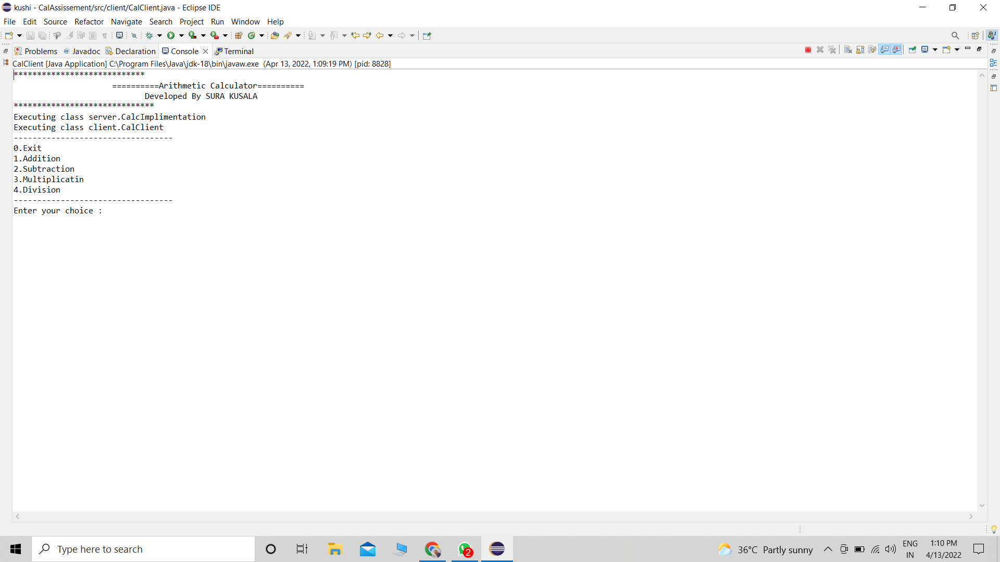 kushi - CalAssissement/src/client/CalClient.java - Eclipse IDE
File Edit Source Refactor Navigate Search Project Run Window Help
Problems @ Javadoc Declaration Console Terminal
CalClient [Java Application] C:\Program Files\Java\jdk-18\bin\javaw.exe (Apr 13, 2022, 1:09:19 PM) [pid: 8828]
****************************
==========Arithmetic Calculator==========
Developed By SURA KUSALA
******************************
Executing class server.CalcImplimentation
Executing class client.CalClient
----------------------------------
0.Exit
1.Addition
2.Subtraction
3.Multiplicatin
4.Division
----------------------------------
Enter your choice :
Type here to search
2
36°C Partly sunny
ENG
IN
1:10 PM
4/13/2022